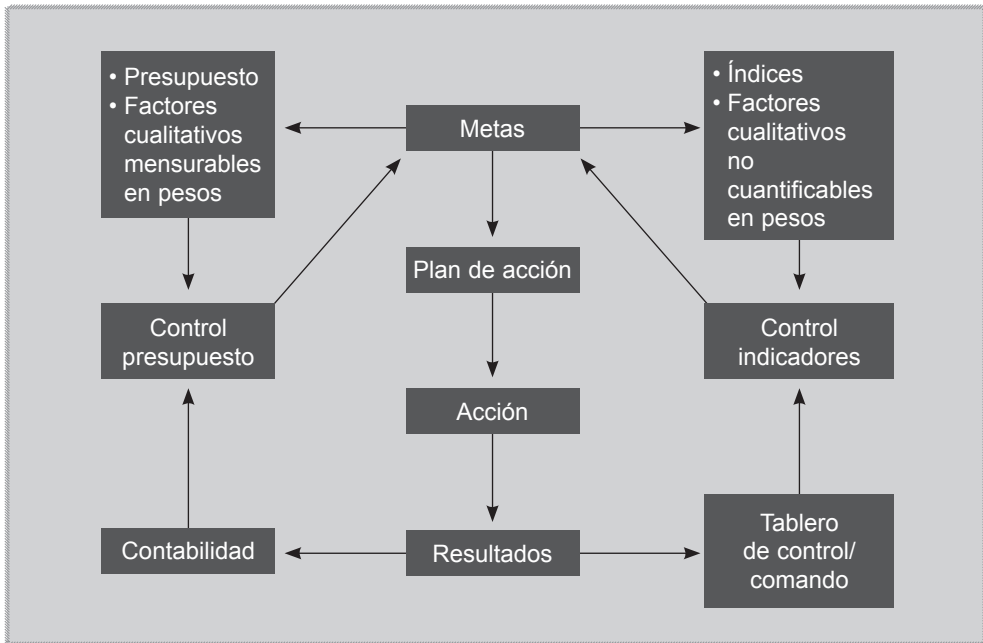 • Presupuesto
• Factores
cualitativos
mensurables
en pesos
Metas
• Índices
• Factores
cualitativos
no
cuantificables
en pesos
Plan de acción
Control
presupuesto
Control
indicadores
Acción
Contabilidad
Resultados
Tablero
de control/
comando